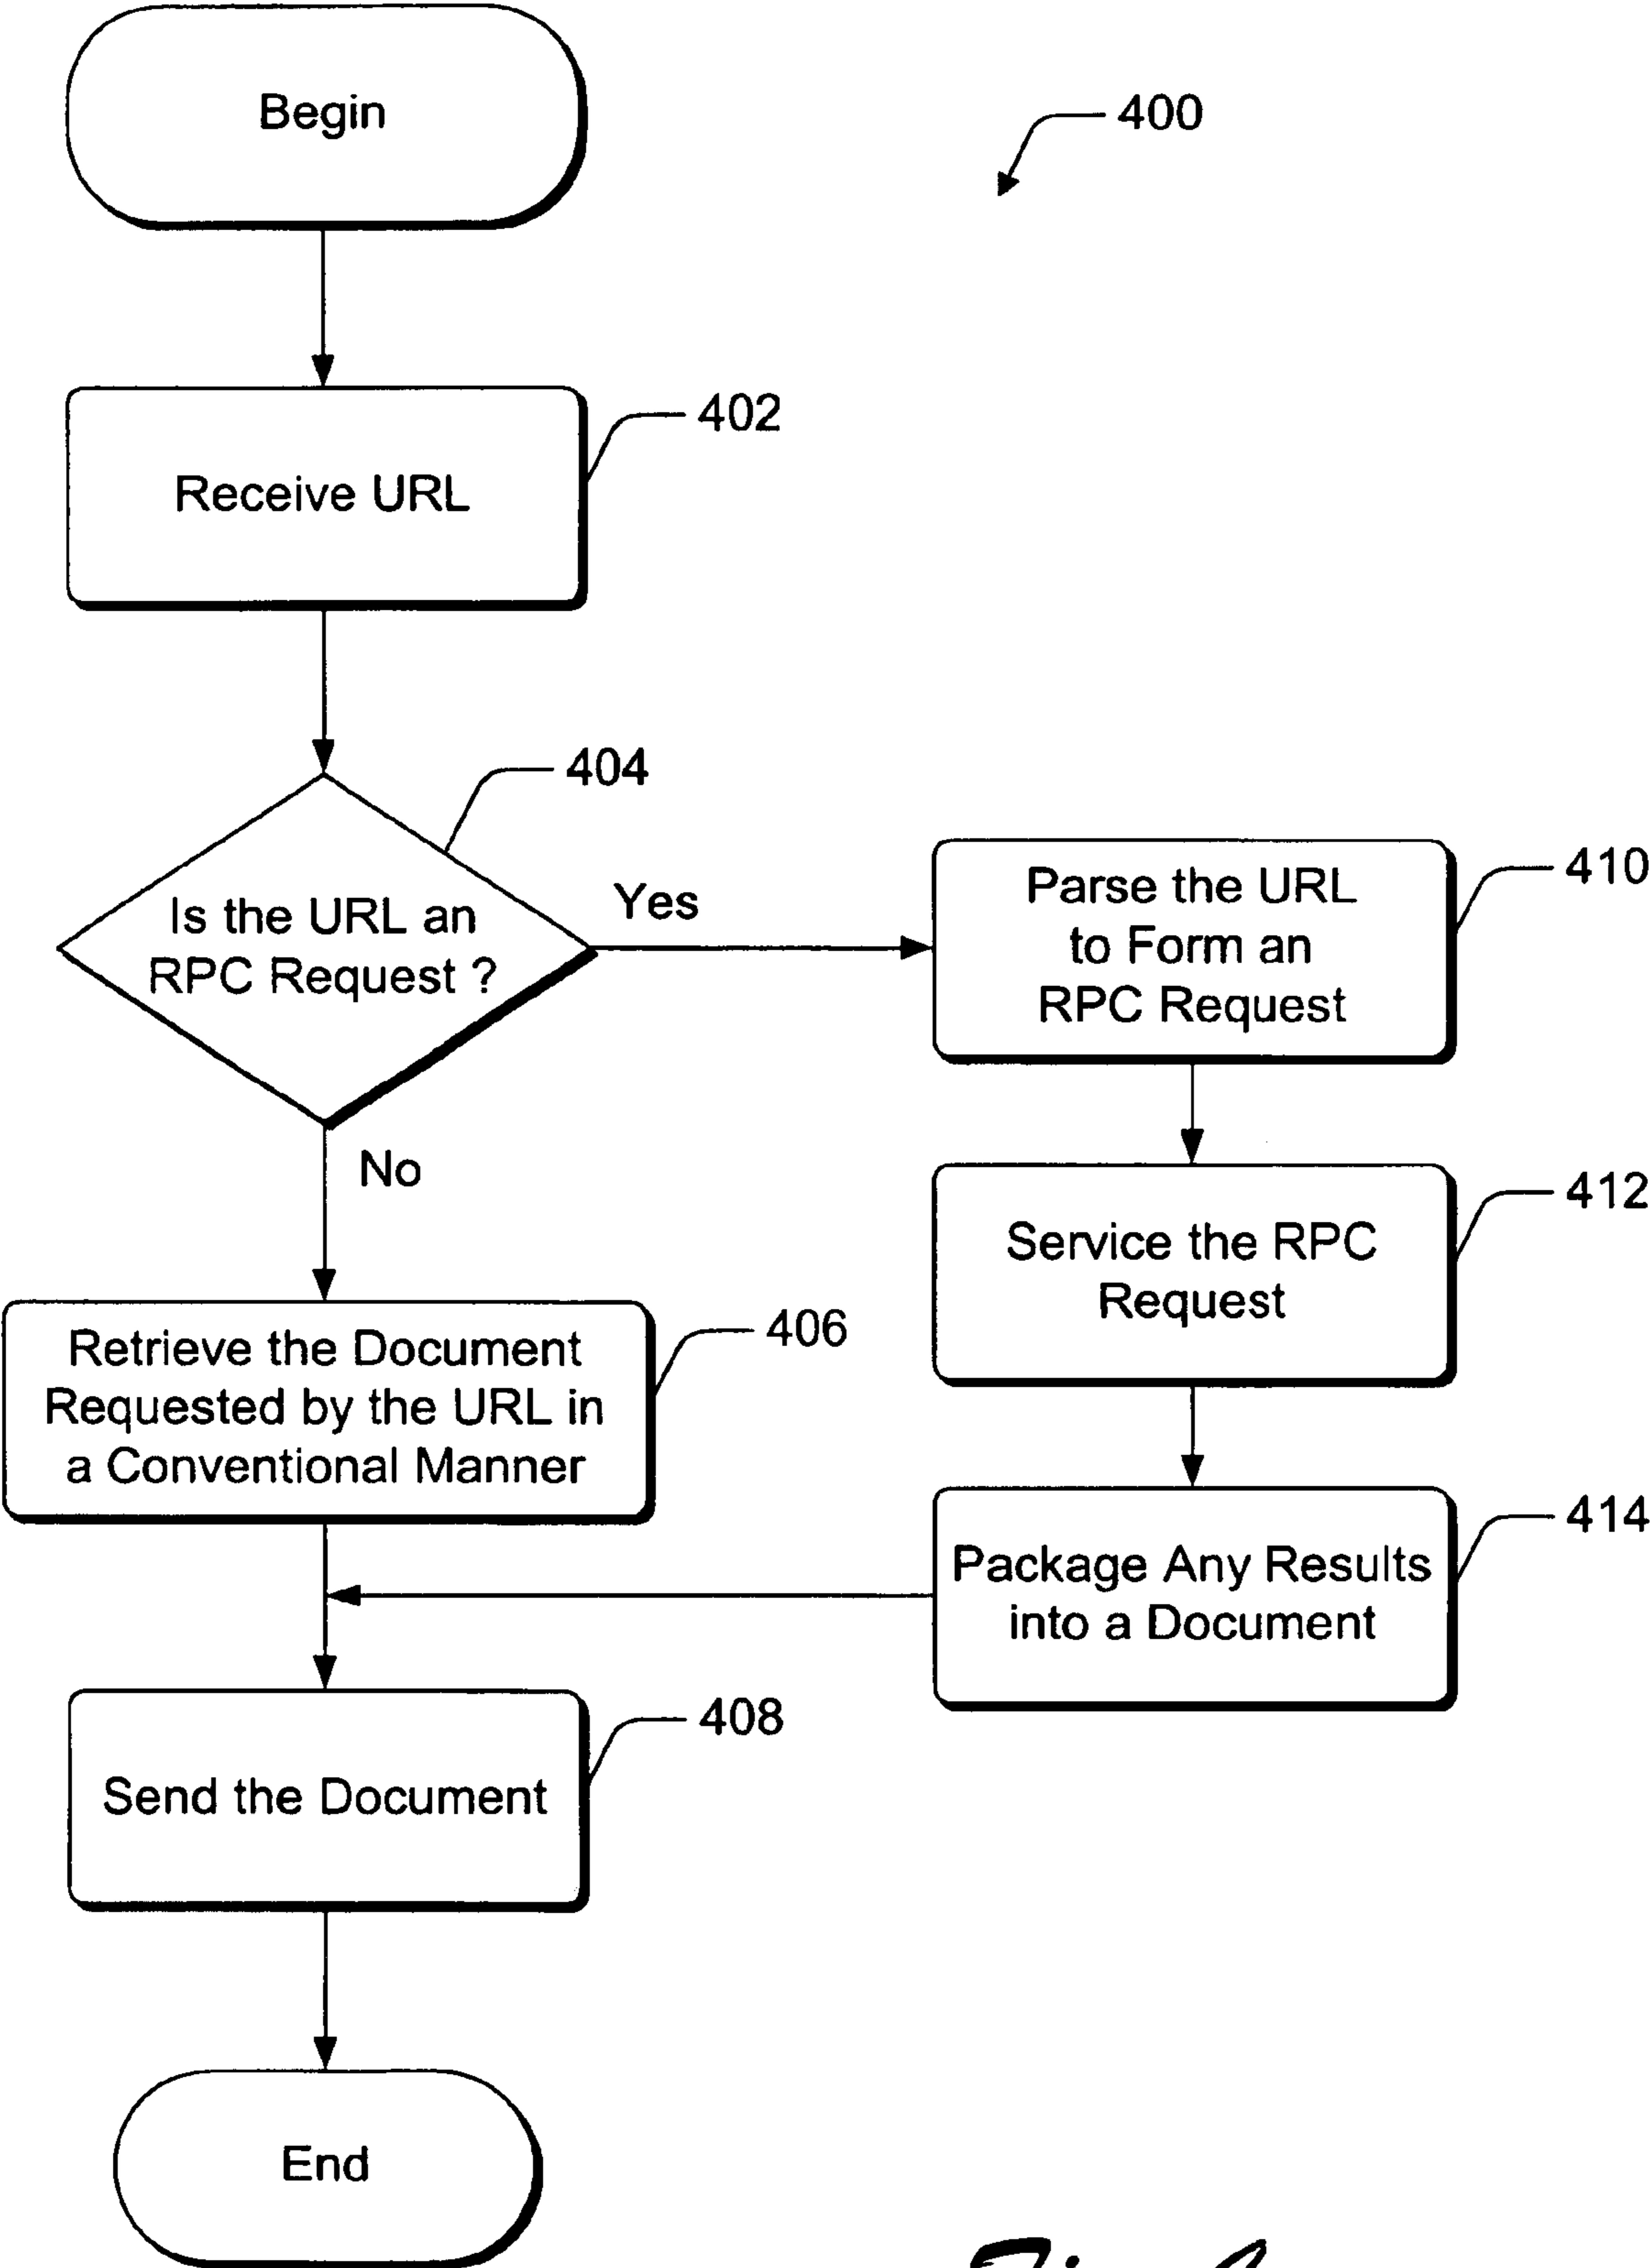 Begin
400
402
Receive URL
404
Is the URL an
RPC Request ?
Yes
No
410
Parse the URL
to Form an
RPC Request
412
Service the RPC
Request
406
Retrieve the Document
Requested by the URL in
a Conventional Manner
414
Package Any Results
into a Document
408
Send the Document
End